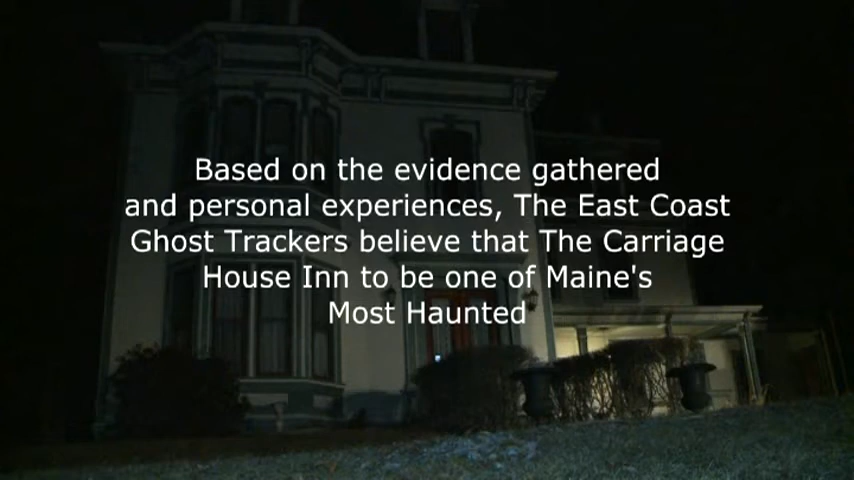 Based on the evidence gathered
and personal experiences, The East Coast
Ghost Trackers believe that The Carriage
House Inn to be one of Maine's
Most Haunted